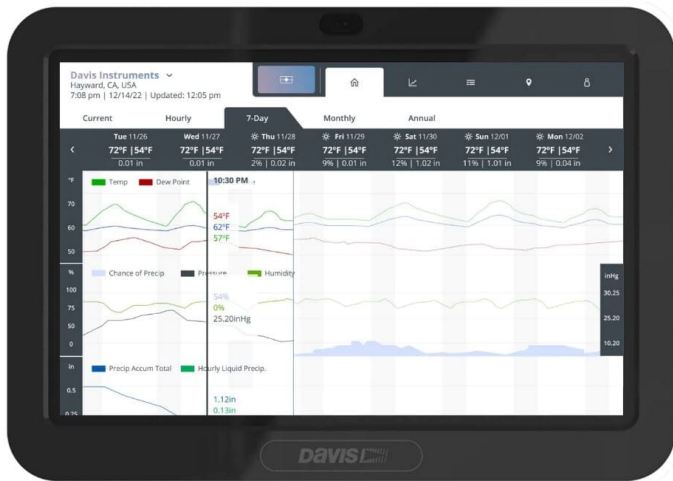 Davis Instruments
Hayward, CA, USA
7:08 pm | 12/14/22 | Updated: 12:05 pm
Current Hourly 7-Day Monthly Annual
Tue 11/26 Wed 11/27 Thu 11/28 Fri 11/29 Sat 11/30 Sun 12/01 Mon 12/02
72°F |54°F 72°F |54°F 72°F |54°F 72°F |54°F 72°F |54°F 72°F |54°F 72°F |54°F
0.01 in 0.01 in 2% | 0.02 in 9% | 0.01 in 12% | 1.02 in 11% | 1.01 in 9% | 0.04 in
°F Temp Dew Point 10:30 PM
70
54°F
60 62°F
57°F
50
% Chance of Precip Pressure Humidity inHg
100 30.25
54%
75 0%
25.20inHg 25.20
50
0 10.20
in Precip Accum Total Hourly Liquid Precip.
0.5
1.12in
0.25 0.13in
DAVIS